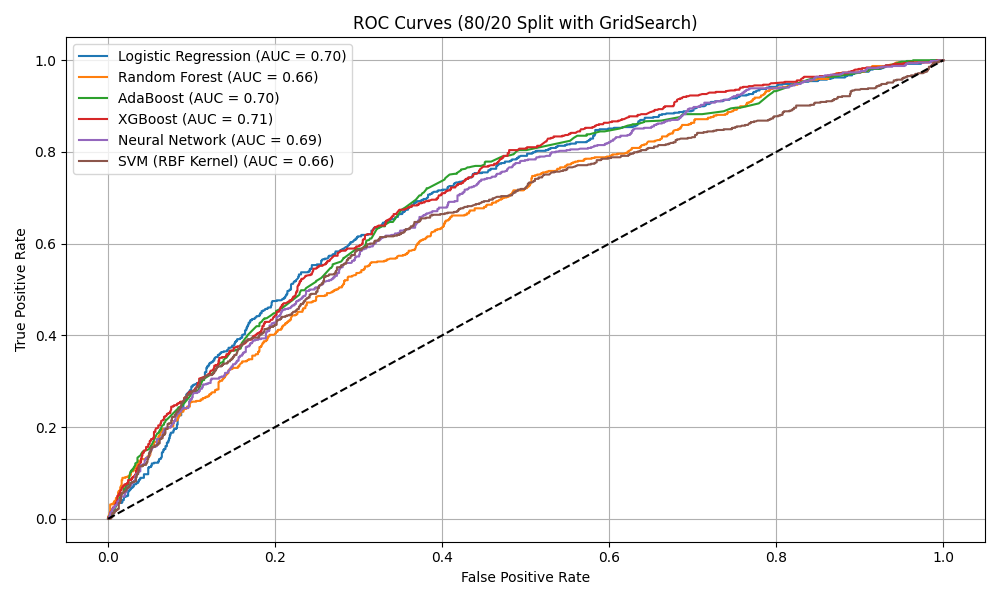 ROC Curves (80/20 Split with GridSearch)
Logistic Regression (AUC = 0.70)
Random Forest (AUC = 0.66)
AdaBoost (AUC = 0.70)
XGBoost (AUC = 0.71)
Neural Network (AUC = 0.69)
SVM (RBF Kernel) (AUC = 0.66)
True Positive Rate
1.0
0.8
0.6
0.4
0.2
0.0
0.0 0.2 0.4 0.6 0.8 1.0
False Positive Rate